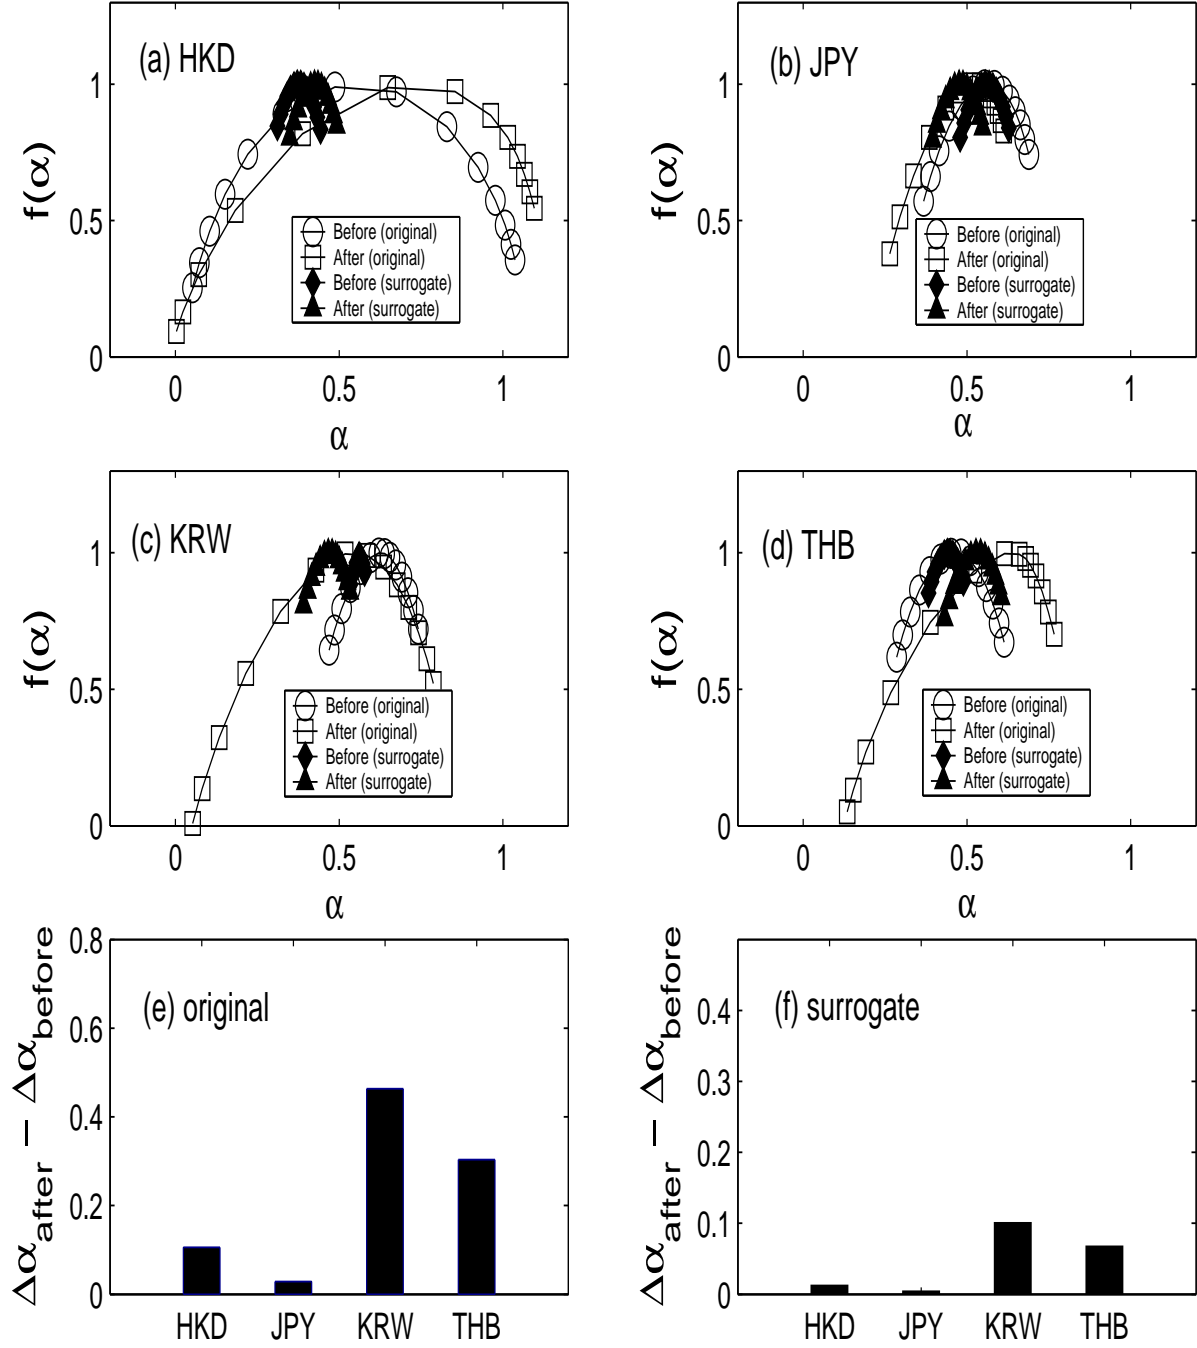 (a) HKD
f(α)
1
0.5
0
0
0.5
1
α
Before (original)
After (original)
Before (surrogate)
After (surrogate)
(b) JPY
f(α)
1
0.5
0
0
0.5
1
α
Before (original)
After (original)
Before (surrogate)
After (surrogate)
(c) KRW
f(α)
1
0.5
0
0
0.5
1
α
Before (original)
After (original)
Before (surrogate)
After (surrogate)
(d) THB
f(α)
1
0.5
0
0
0.5
1
α
Before (original)
After (original)
Before (surrogate)
After (surrogate)
(e) original
Δα_after − Δα_before
0.8
0.6
0.4
0.2
0
HKD JPY KRW THB
(f) surrogate
Δα_after − Δα_before
0.4
0.3
0.2
0.1
0
HKD JPY KRW THB